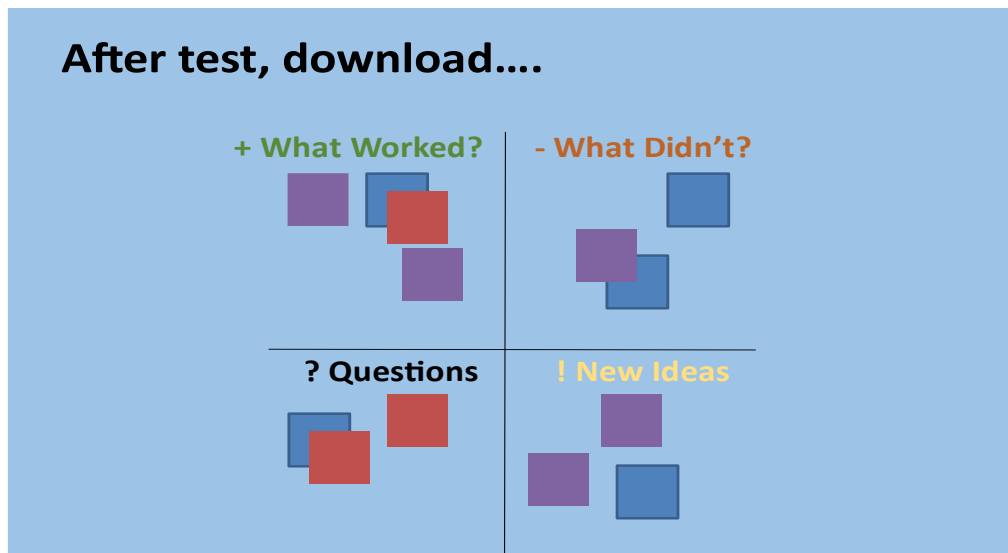 After test, download....
+ What Worked?
- What Didn’t?
? Questions
! New Ideas